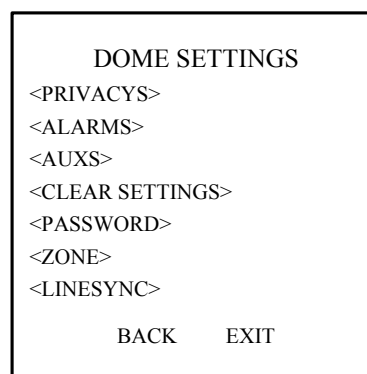 DOME SETTINGS
<PRIVACYS>
<ALARMS>
<AUXS>
<CLEAR SETTINGS>
<PASSWORD>
<ZONE>
<LINESYNC>
BACK EXIT